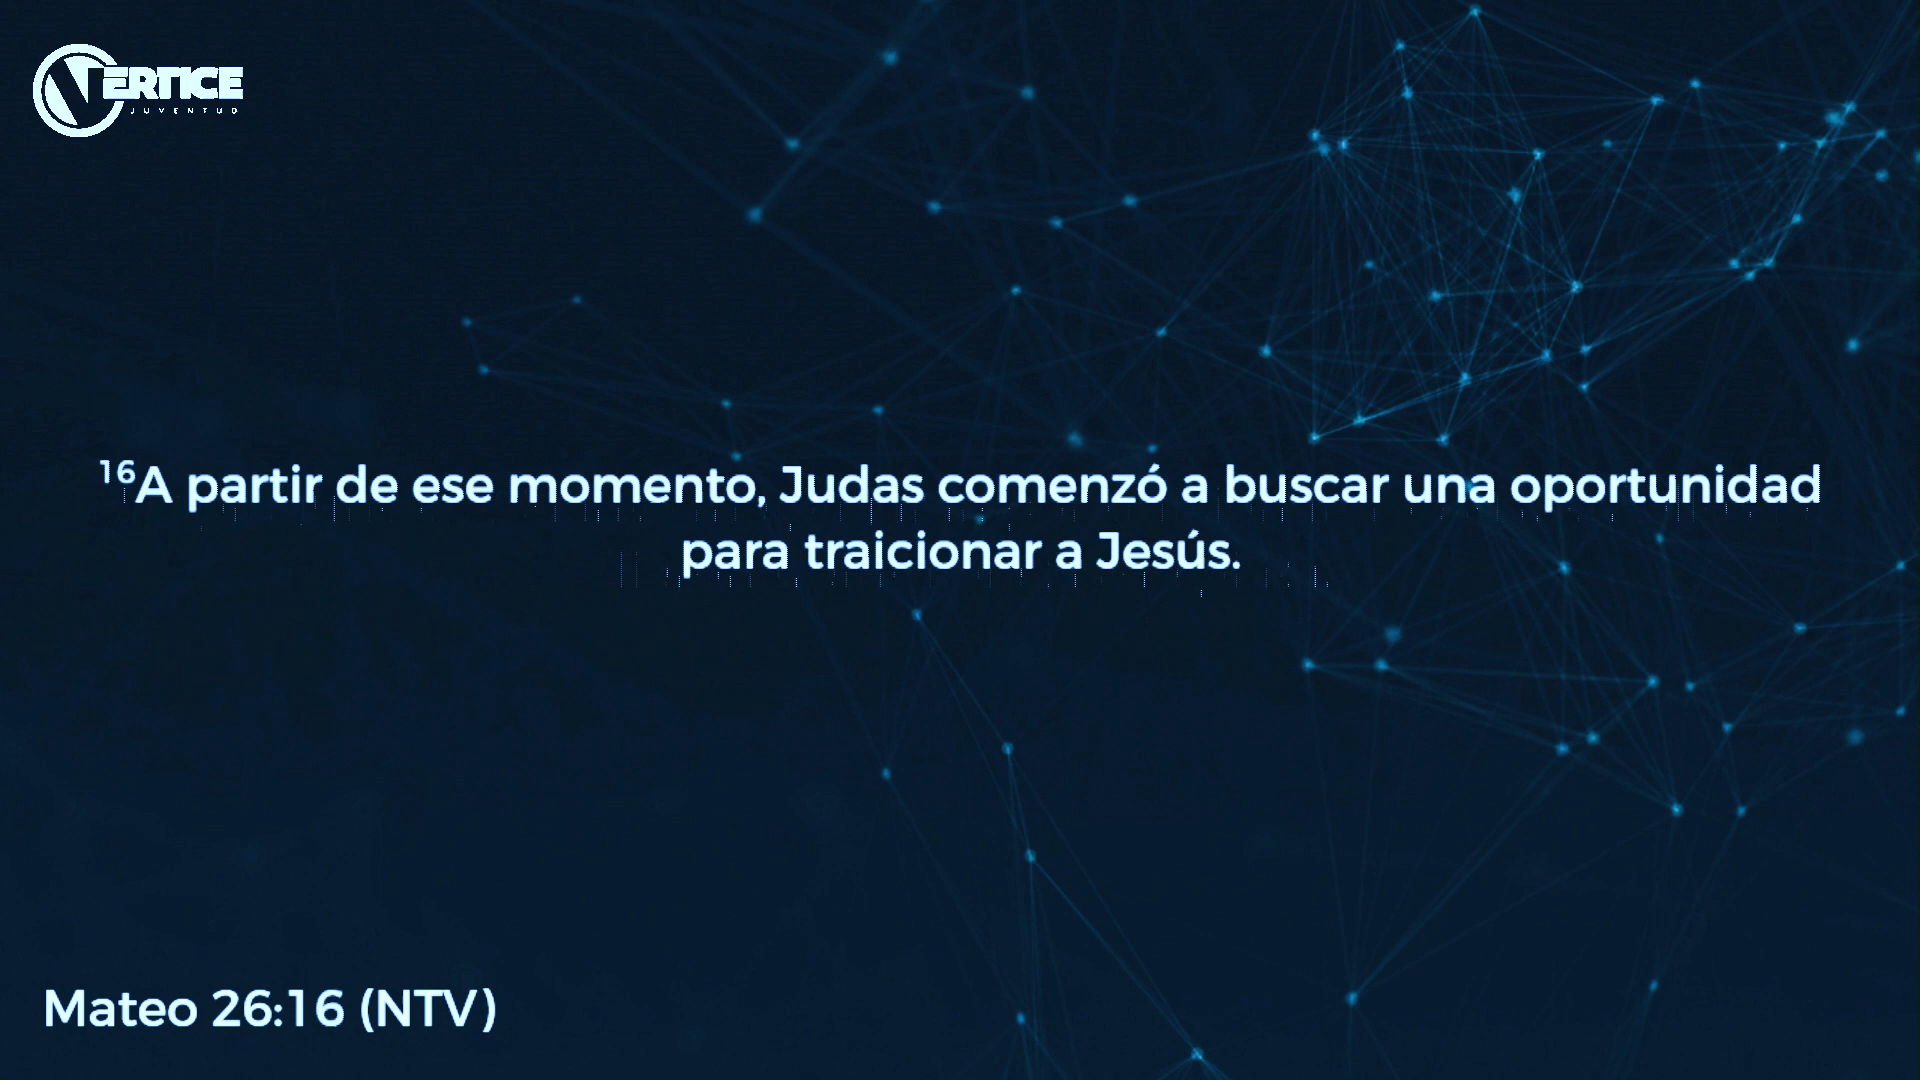 VERTICE
JUVENTUD
16A partir de ese momento, Judas comenzó a buscar una oportunidad
para traicionar a Jesús.
Mateo 26:16 (NTV)